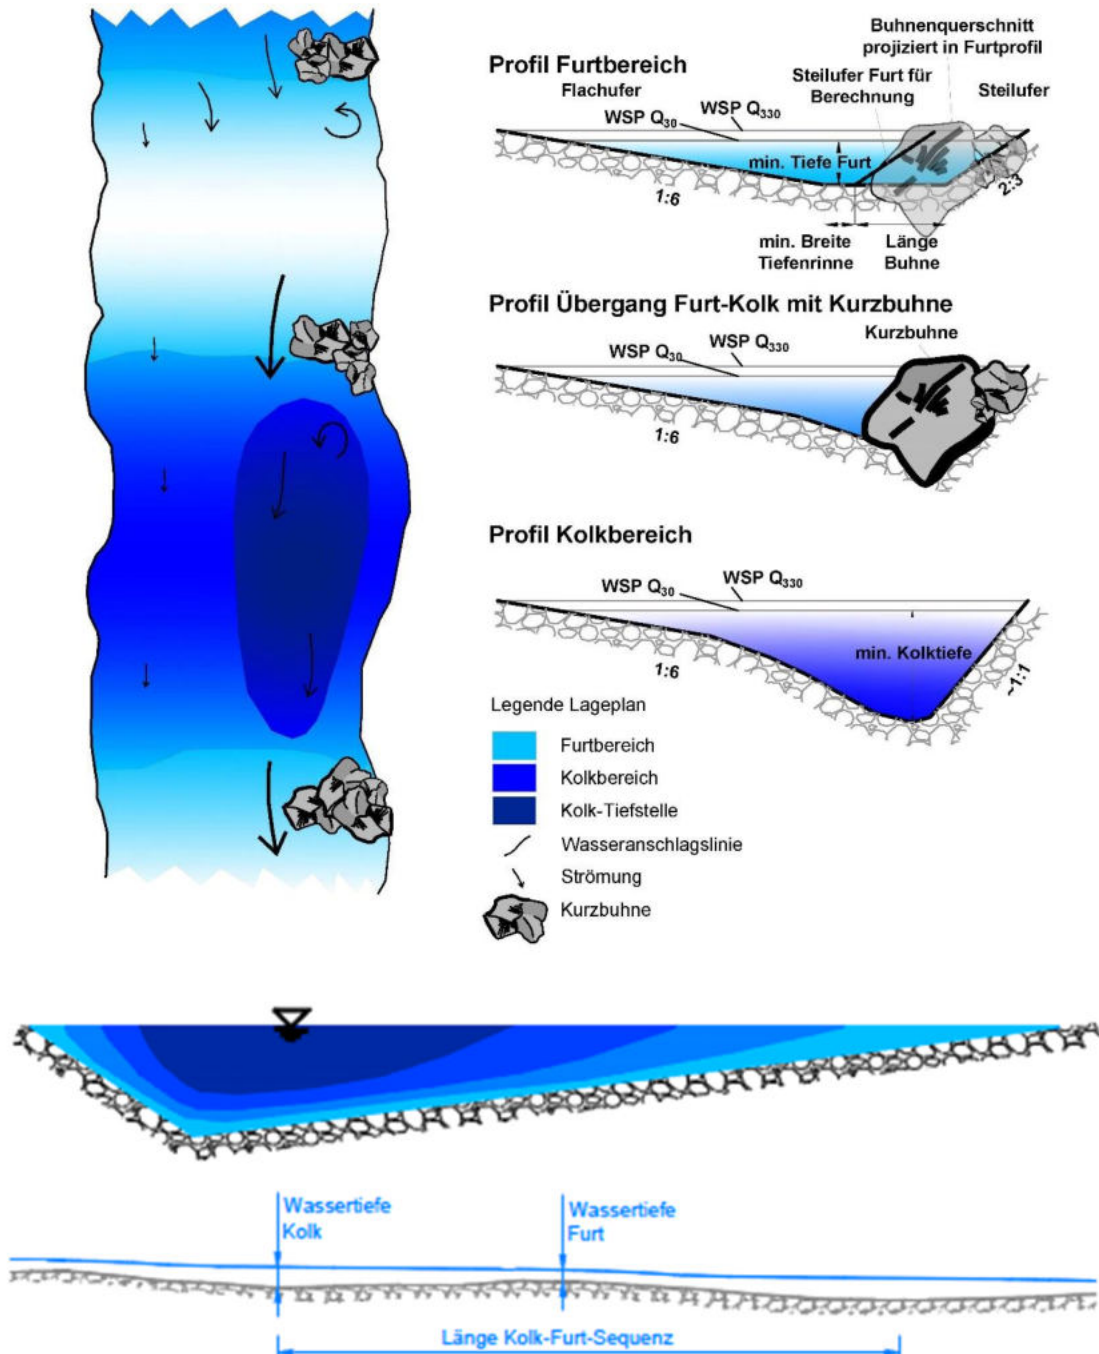 Profil Furtbereich
Flachufer
Buhnenquerschnitt
projiziert in Furtprofil
Steilufer Furt für
Berechnung
Steilufer
WSP Q30
WSP Q330
min. Tiefe Furt
1:6
2:3
min. Breite
Tiefenrinne
Länge
Buhne
Profil Übergang Furt-Kolk mit Kurzbuhne
WSP Q30
WSP Q330
Kurzbuhne
1:6
Profil Kolkbereich
WSP Q30
WSP Q330
min. Kolktiefe
1:6
~1:1
Legende Lageplan
Furtbereich
Kolkbereich
Kolk-Tiefstelle
Wasseranschlagslinie
Strömung
Kurzbuhne
Wassertiefe
Kolk
Wassertiefe
Furt
Länge Kolk-Furt-Sequenz